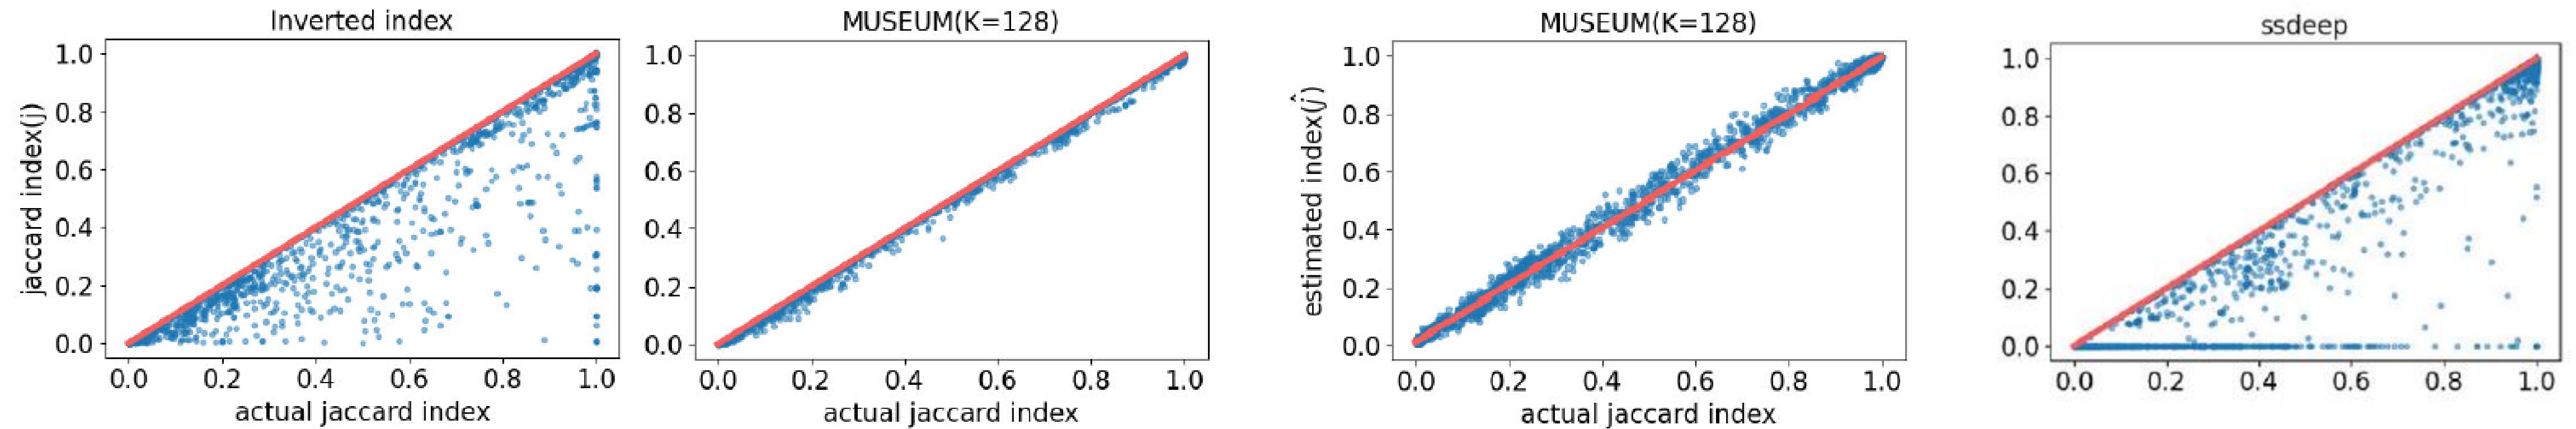 Inverted index
jaccard index(j)
1.0
0.8
0.6
0.4
0.2
0.0
0.0 0.2 0.4 0.6 0.8 1.0
actual jaccard index
MUSEUM(K=128)
1.0
0.8
0.6
0.4
0.2
0.0
0.0 0.2 0.4 0.6 0.8 1.0
actual jaccard index
MUSEUM(K=128)
estimated index(ĵ)
1.0
0.8
0.6
0.4
0.2
0.0
0.0 0.2 0.4 0.6 0.8 1.0
actual jaccard index
ssdeep
1.0
0.8
0.6
0.4
0.2
0.0
0.0 0.2 0.4 0.6 0.8 1.0